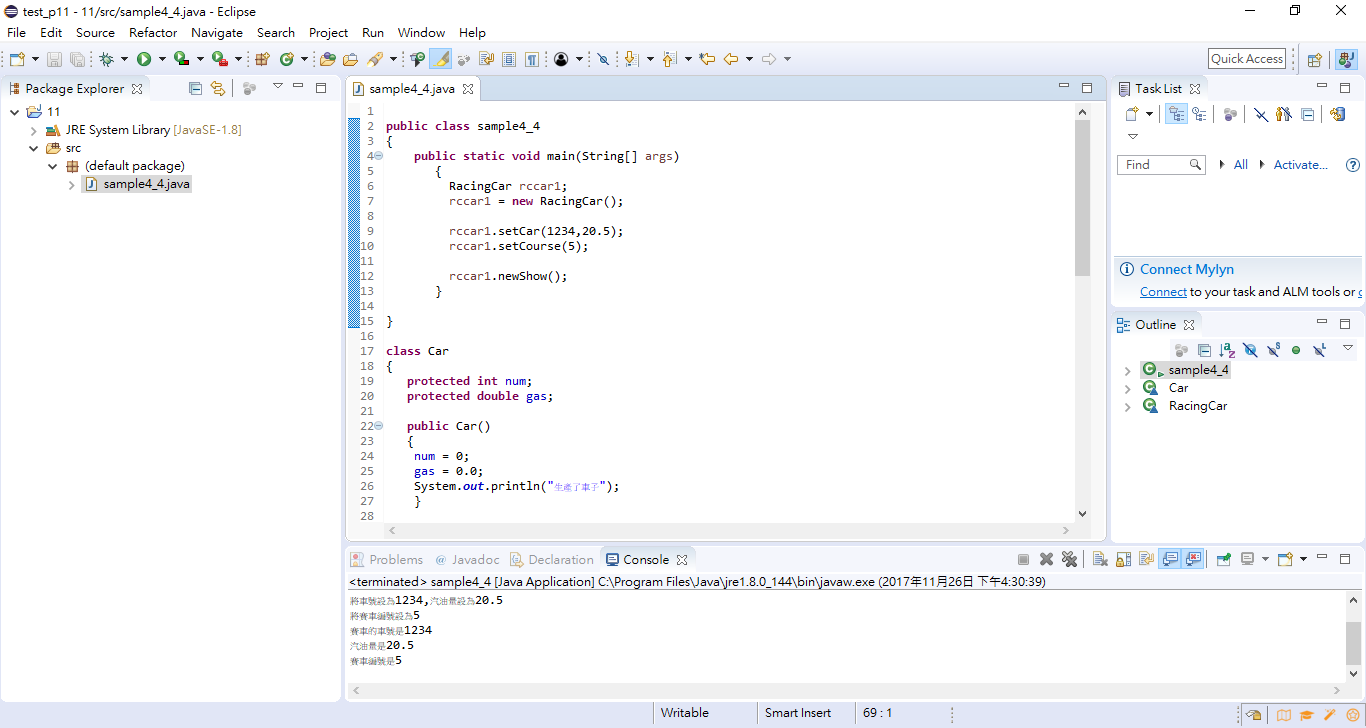 test_p11 - 11/src/sample4_4.java - Eclipse
File Edit Source Refactor Navigate Search Project Run Window Help
Quick Access
Package Explorer
11
JRE System Library [JavaSE-1.8]
src
(default package)
sample4_4.java
sample4_4.java
1
2 public class sample4_4
3 {
4 public static void main(String[] args)
5 {
6 RacingCar rccar1;
7 rccar1 = new RacingCar();
8
9 rccar1.setCar(1234,20.5);
10 rccar1.setCourse(5);
11
12 rccar1.newShow();
13 }
14
15 }
16
17 class Car
18 {
19 protected int num;
20 protected double gas;
21
22 public Car()
23 {
24 num = 0;
25 gas = 0.0;
26 System.out.println("生產了車子");
27 }
28
Task List
Find All Activate...
Connect Mylyn
Connect to your task and ALM tools or c
Outline
sample4_4
Car
RacingCar
Problems @ Javadoc Declaration Console
<terminated> sample4_4 [Java Application] C:\Program Files\Java\jre1.8.0_144\bin\javaw.exe (2017年11月26日 下午4:30:39)
將車號設為1234,汽油量設為20.5
將賽車編號設為5
賽車的車號是1234
汽油量是20.5
賽車編號是5
Writable Smart Insert 69 : 1